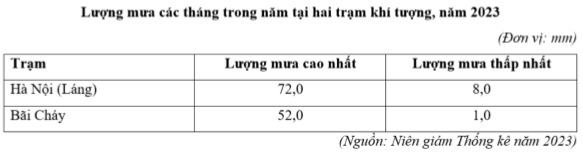 Lượng mưa các tháng trong năm tại hai trạm khí tượng, năm 2023
(Đơn vị: mm)
Trạm Lượng mưa cao nhất Lượng mưa thấp nhất
Hà Nội (Láng) 72,0 8,0
Bãi Cháy 52,0 1,0
(Nguồn: Niên giám Thống kê năm 2023)